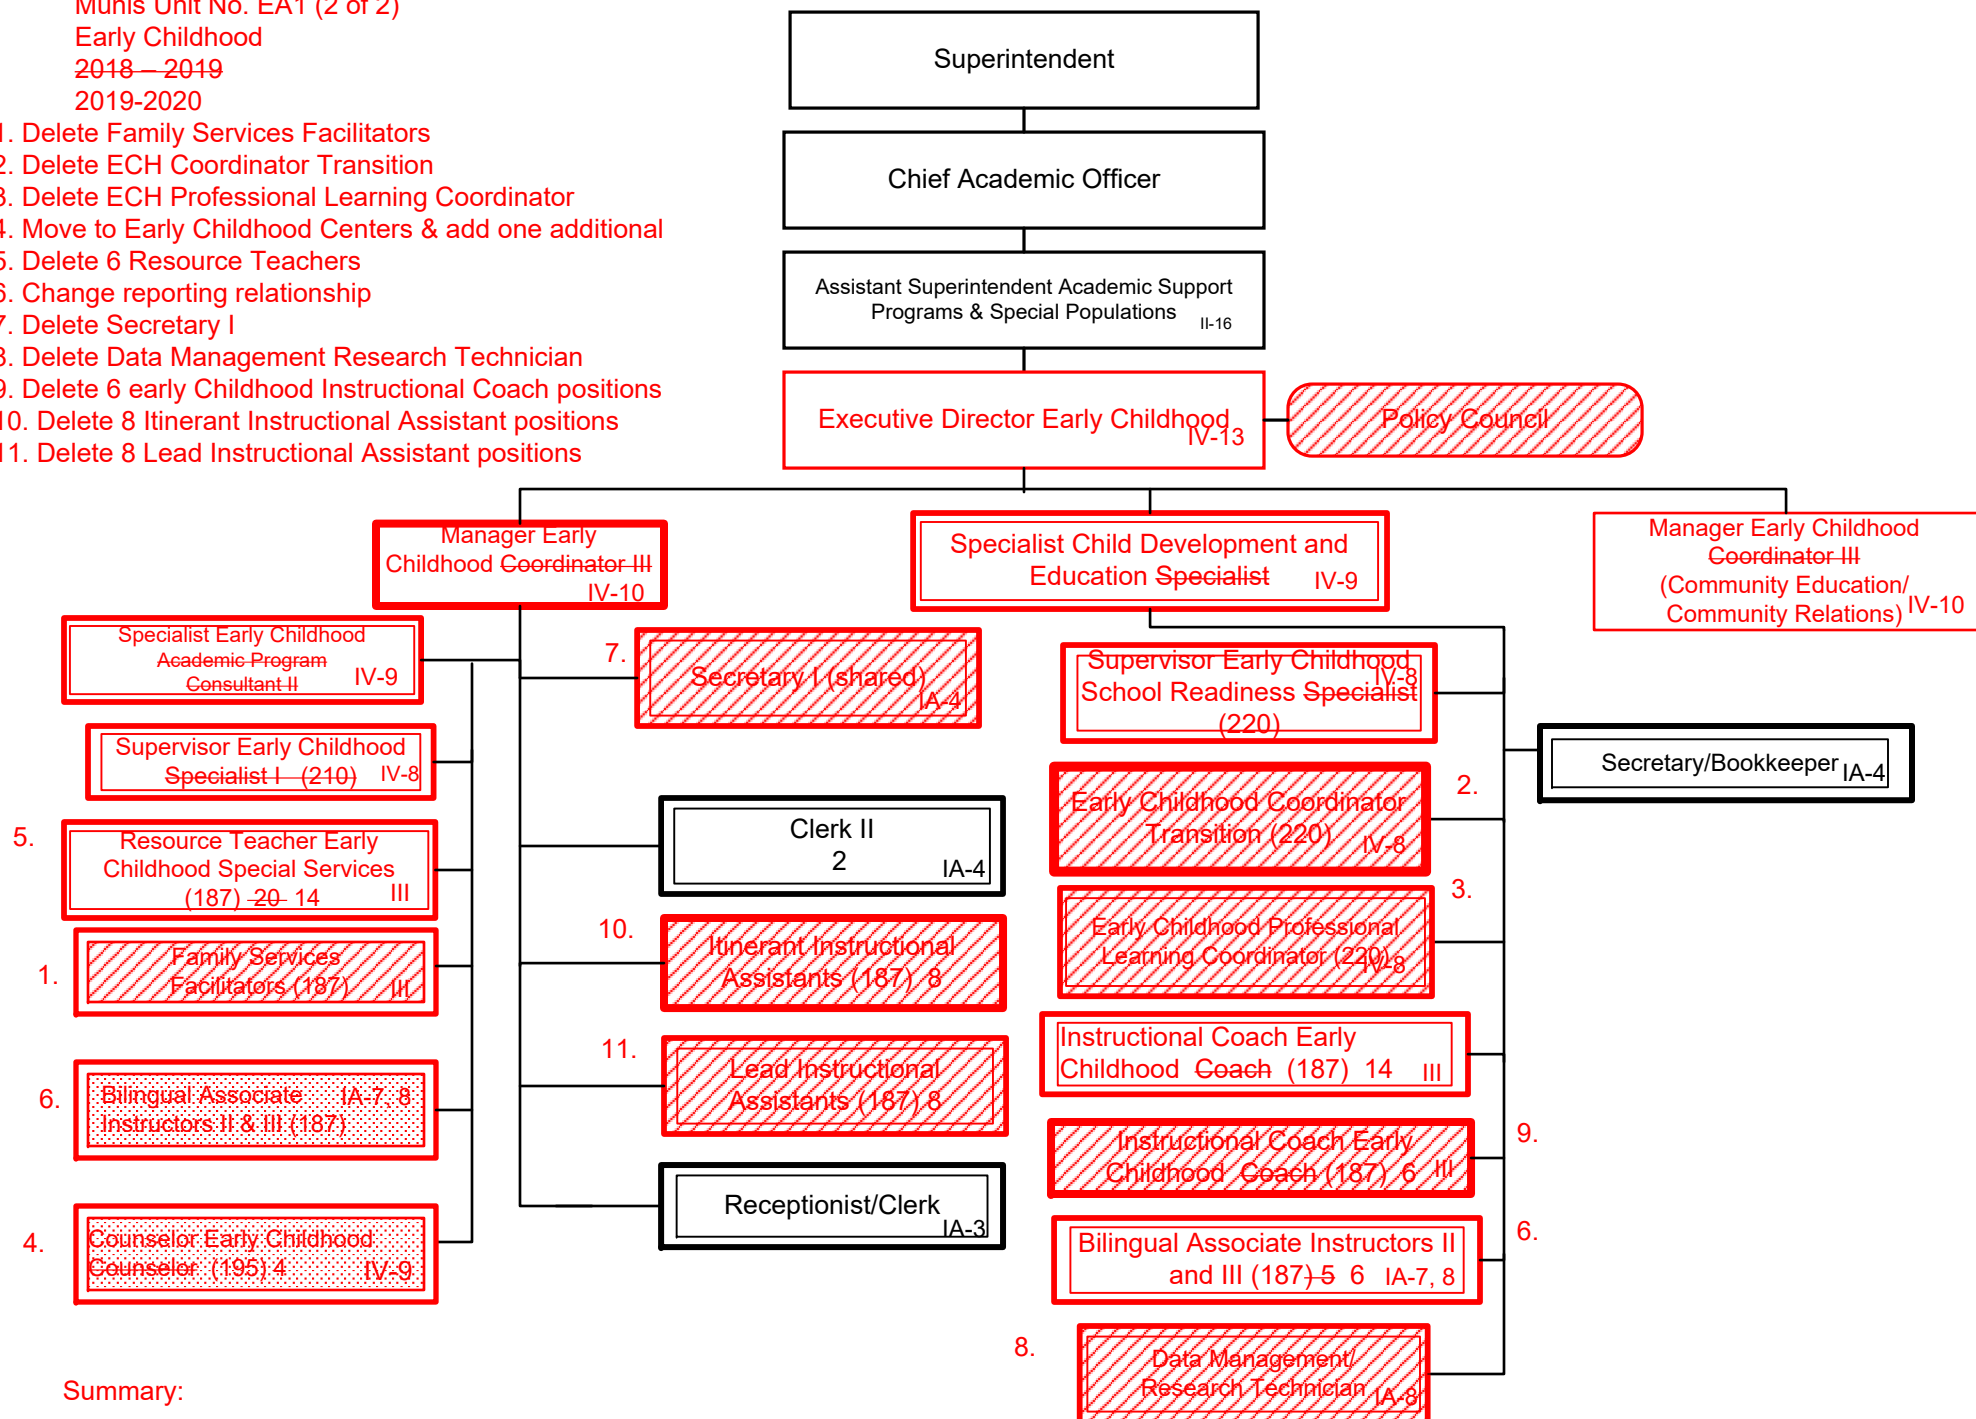 Munis Unit No. EA1 (2 of 2)
Early Childhood
2018 – 2019
2019-2020
1. Delete Family Services Facilitators
2. Delete ECH Coordinator Transition
3. Delete ECH Professional Learning Coordinator
4. Move to Early Childhood Centers & add one additional
5. Delete 6 Resource Teachers
6. Change reporting relationship
7. Delete Secretary I
8. Delete Data Management Research Technician
9. Delete 6 early Childhood Instructional Coach positions
10. Delete 8 Itinerant Instructional Assistant positions
11. Delete 8 Lead Instructional Assistant positions
Superintendent
Chief Academic Officer
Assistant Superintendent Academic Support
Programs & Special Populations
II-16
Executive Director Early Childhood
IV-13
Policy Council
Manager Early
Childhood Coordinator III
IV-10
Specialist Child Development and
Education Specialist IV-9
Manager Early Childhood
Coordinator III
(Community Education/
Community Relations) IV-10
Specialist Early Childhood
Academic Program
Consultant II
IV-9
Supervisor Early Childhood
Specialist I (210) IV-8
5.
Resource Teacher Early
Childhood Special Services
(187) 20 14 III
1.
Family Services
Facilitators (187) III
6.
Bilingual Associate IA-7, 8
Instructors II & III (187)
4.
Counselor Early Childhood
Counselor (195) 4 IV-9
7.
Secretary I (shared)
IA-4
Clerk II
2
IA-4
10.
Itinerant Instructional
Assistants (187) 8
11.
Lead Instructional
Assistants (187) 8
Receptionist/Clerk
IA-3
Supervisor Early Childhood
IV-8
School Readiness Specialist
(220)
2.
Early Childhood Coordinator
Transition (220) IV-8
3.
Early Childhood Professional
Learning Coordinator (220)
IV-8
Instructional Coach Early
Childhood Coach (187) 14 III
9.
Instructional Coach Early
Childhood Coach (187) 6 III
6.
Bilingual Associate Instructors II
and III (187) 5 6 IA-7, 8
8.
Data Management/
Research Technician IA-8
Secretary/Bookkeeper IA-4
Summary: